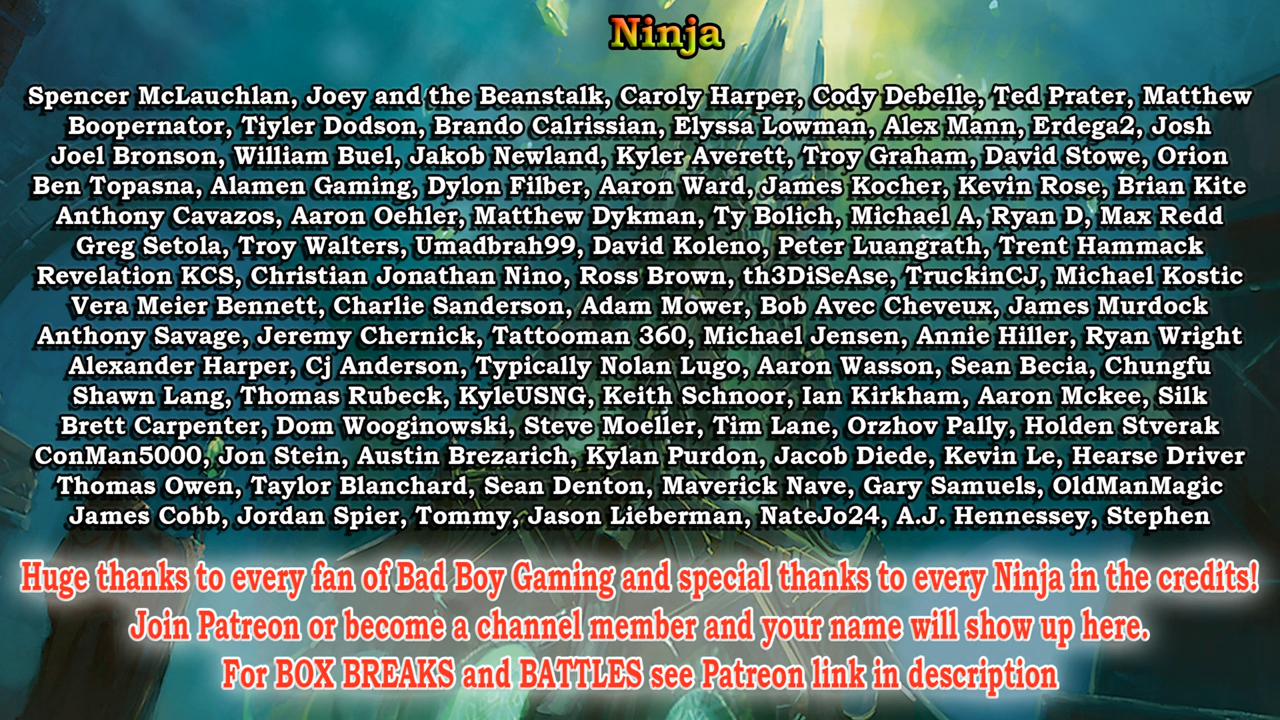 Ninja
Spencer McLauchlan, Joey and the Beanstalk, Caroly Harper, Cody Debelle, Ted Prater, Matthew
Boopernator, Tiyler Dodson, Brando Calrissian, Elyssa Lowman, Alex Mann, Erdega2, Josh
Joel Bronson, William Buel, Jakob Newland, Kyler Averett, Troy Graham, David Stowe, Orion
Ben Topasna, Alamen Gaming, Dylon Filber, Aaron Ward, James Kocher, Kevin Rose, Brian Kite
Anthony Cavazos, Aaron Oehler, Matthew Dykman, Ty Bolich, Michael A, Ryan D, Max Redd
Greg Setola, Troy Walters, Umadbrah99, David Koleno, Peter Luangrath, Trent Hammack
Revelation KCS, Christian Jonathan Nino, Ross Brown, th3DiSeAse, TruckinCJ, Michael Kostic
Vera Meier Bennett, Charlie Sanderson, Adam Mower, Bob Avec Cheveux, James Murdock
Anthony Savage, Jeremy Chernick, Tattooman 360, Michael Jensen, Annie Hiller, Ryan Wright
Alexander Harper, Cj Anderson, Typically Nolan Lugo, Aaron Wasson, Sean Becia, Chungfu
Shawn Lang, Thomas Rubeck, KyleUSNG, Keith Schnoor, Ian Kirkham, Aaron Mckee, Silk
Brett Carpenter, Dom Wooginowski, Steve Moeller, Tim Lane, Orzhov Pally, Holden Stverak
ConMan5000, Jon Stein, Austin Brezarich, Kylan Purdon, Jacob Diede, Kevin Le, Hearse Driver
Thomas Owen, Taylor Blanchard, Sean Denton, Maverick Nave, Gary Samuels, OldManMagic
James Cobb, Jordan Spier, Tommy, Jason Lieberman, NateJo24, A.J. Hennessey, Stephen
Huge thanks to every fan of Bad Boy Gaming and special thanks to every Ninja in the credits!
Join Patreon or become a channel member and your name will show up here.
For BOX BREAKS and BATTLES see Patreon link in description